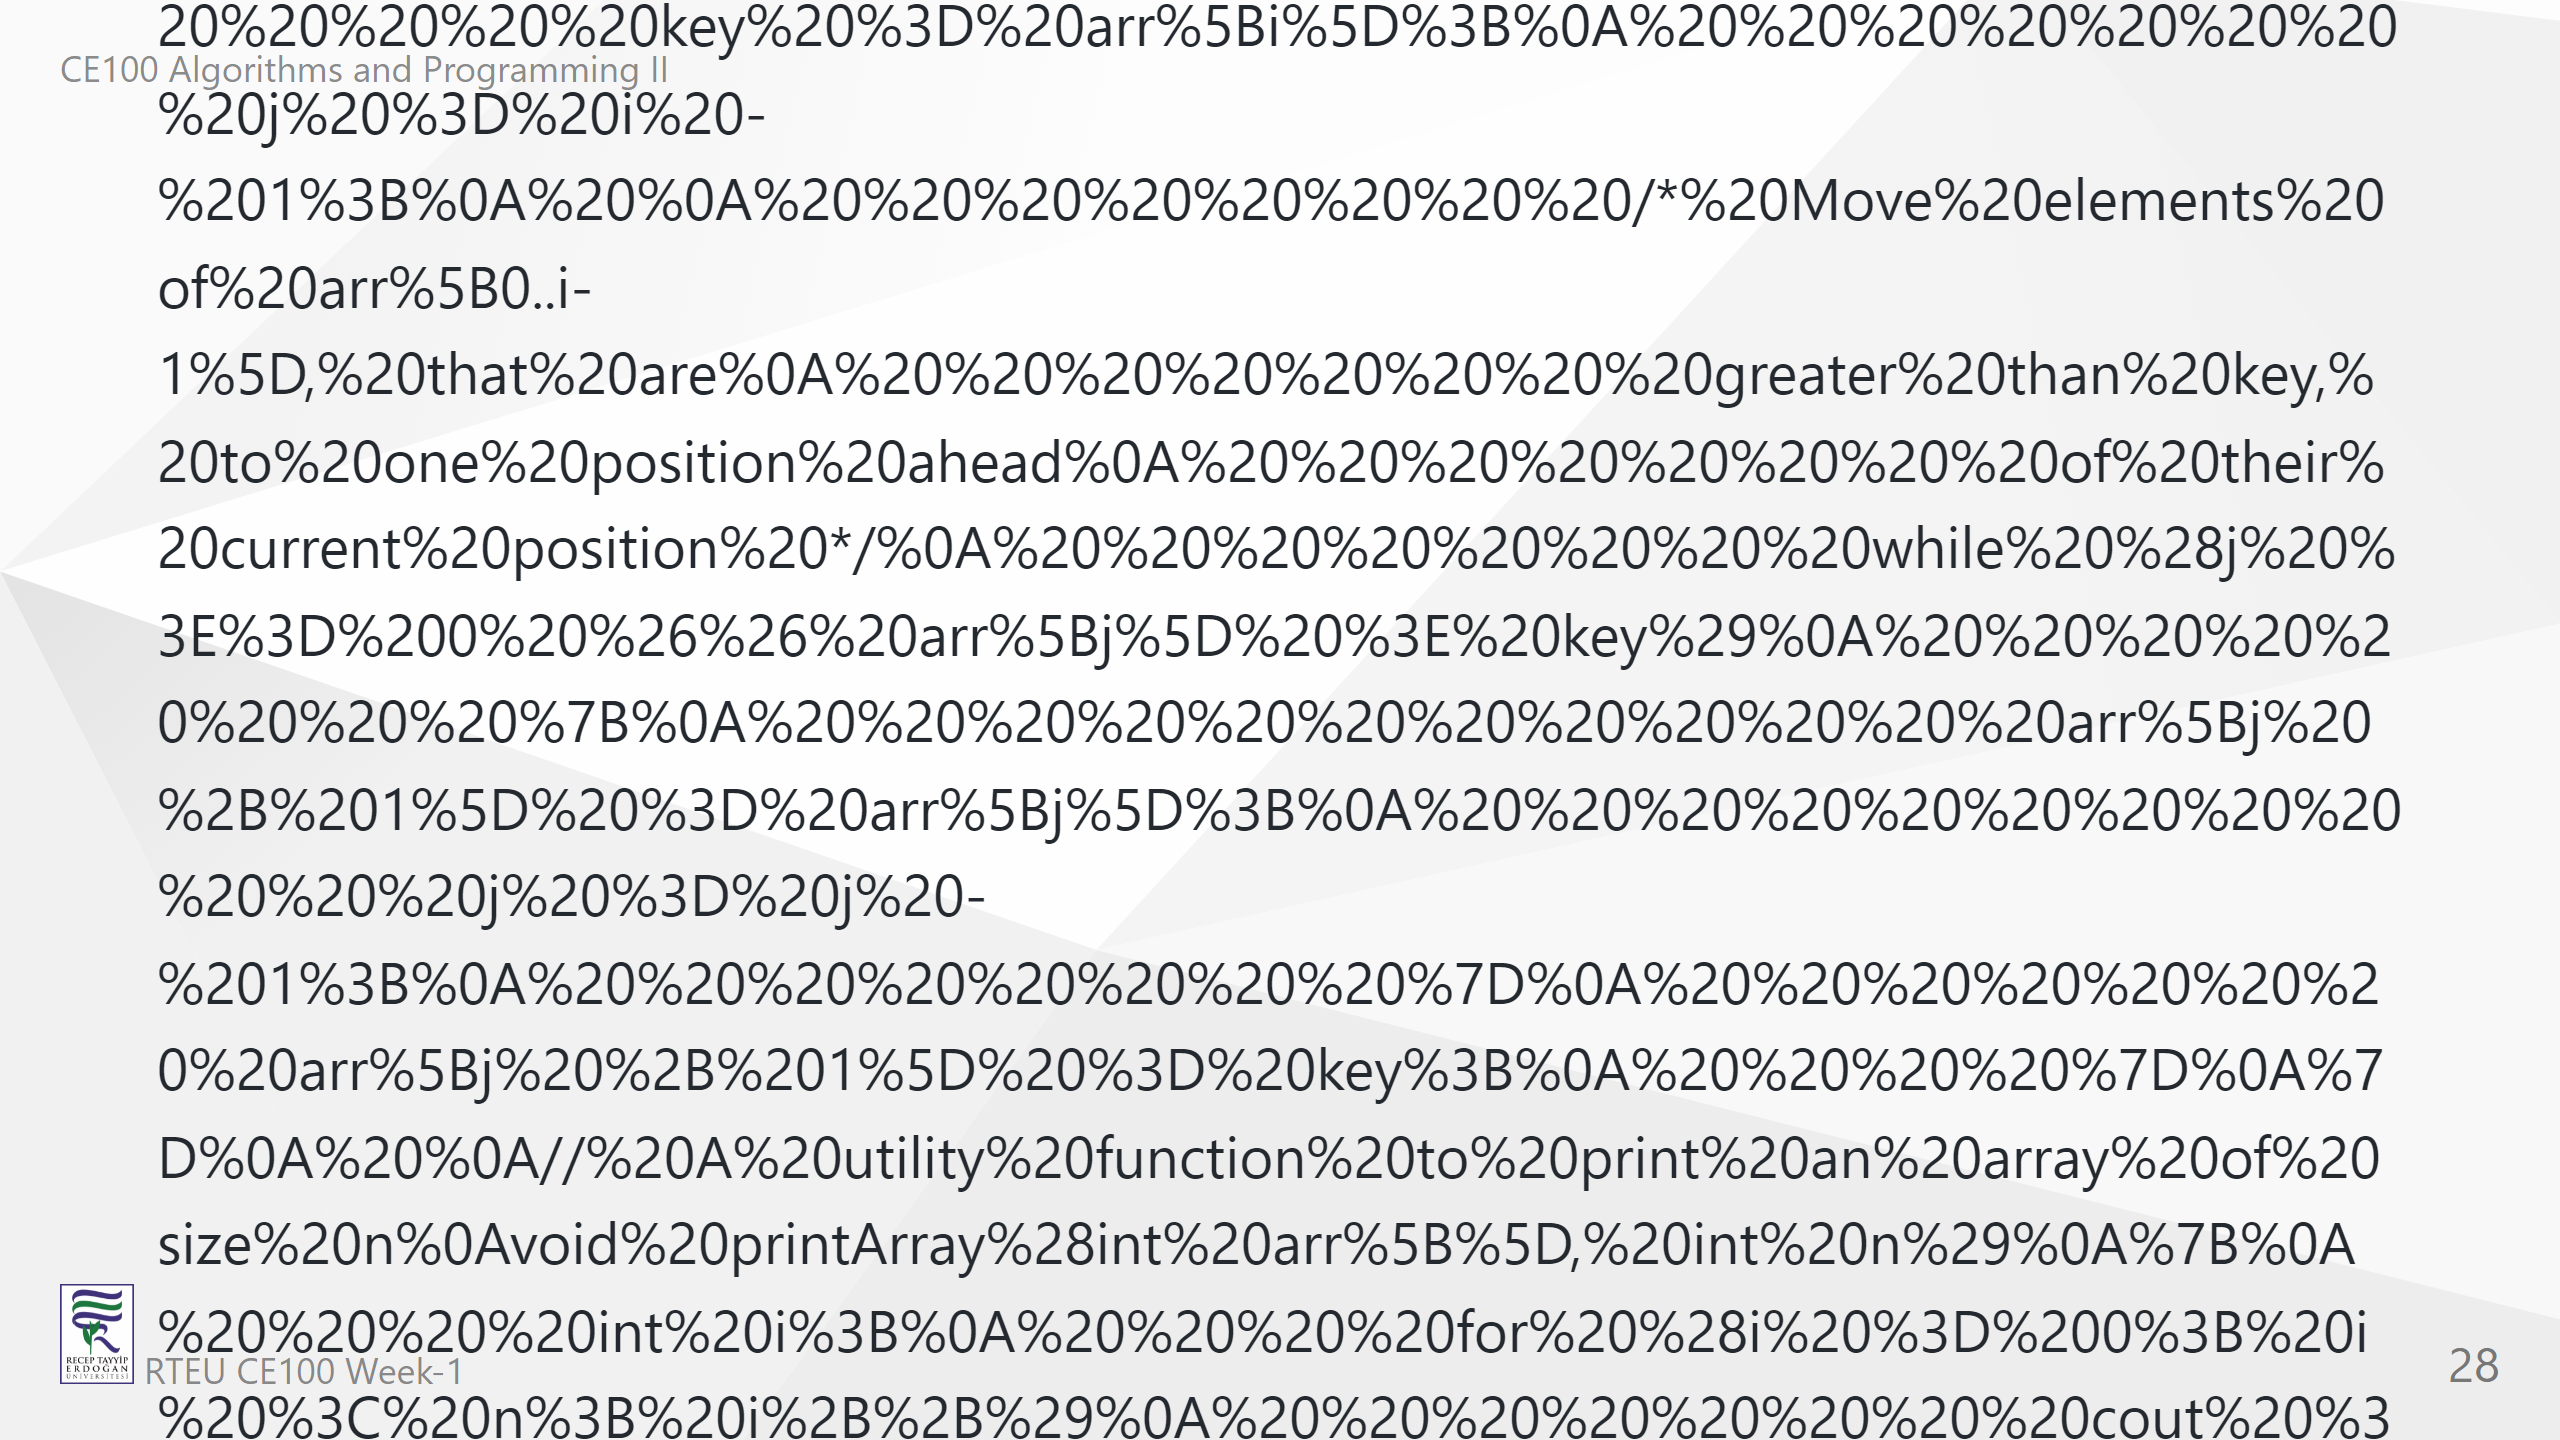 20%20%20%20%20key%20%3D%20arr%5Bi%5D%3B%0A%20%20%20%20%20%20%20
CE100 Algorithms and Programming II
%20j%20%3D%20i%20-
%201%3B%0A%20%0A%20%20%20%20%20%20%20%20/*%20Move%20elements%20
of%20arr%5B0..i-
1%5D,%20that%20are%0A%20%20%20%20%20%20%20%20greater%20than%20key,%
20to%20one%20position%20ahead%0A%20%20%20%20%20%20%20%20of%20their%
20current%20position%20*/%0A%20%20%20%20%20%20%20%20while%20%28j%20%
3E%3D%200%20%26%26%20arr%5Bj%5D%20%3E%20key%29%0A%20%20%20%20%2
0%20%20%20%7B%0A%20%20%20%20%20%20%20%20%20%20%20%20arr%5Bj%20
%2B%201%5D%20%3D%20arr%5Bj%5D%3B%0A%20%20%20%20%20%20%20%20%20
%20%20%20j%20%3D%20j%20-
%201%3B%0A%20%20%20%20%20%20%20%20%7D%0A%20%20%20%20%20%20%2
0%20arr%5Bj%20%2B%201%5D%20%3D%20key%3B%0A%20%20%20%20%7D%0A%7
D%0A%20%0A//%20A%20utility%20function%20to%20print%20an%20array%20of%20
size%20n%0Avoid%20printArray%28int%20arr%5B%5D,%20int%20n%29%0A%7B%0A
%20%20%20%20int%20i%3B%0A%20%20%20%20for%20%28i%20%3D%200%3B%20i
RECEP TAYYİP
ERDOĞAN
ÜNİVERSİTESİ
RTEU CE100 Week-1
28
%20%3C%20n%3B%20i%2B%2B%29%0A%20%20%20%20%20%20%20%20cout%20%3